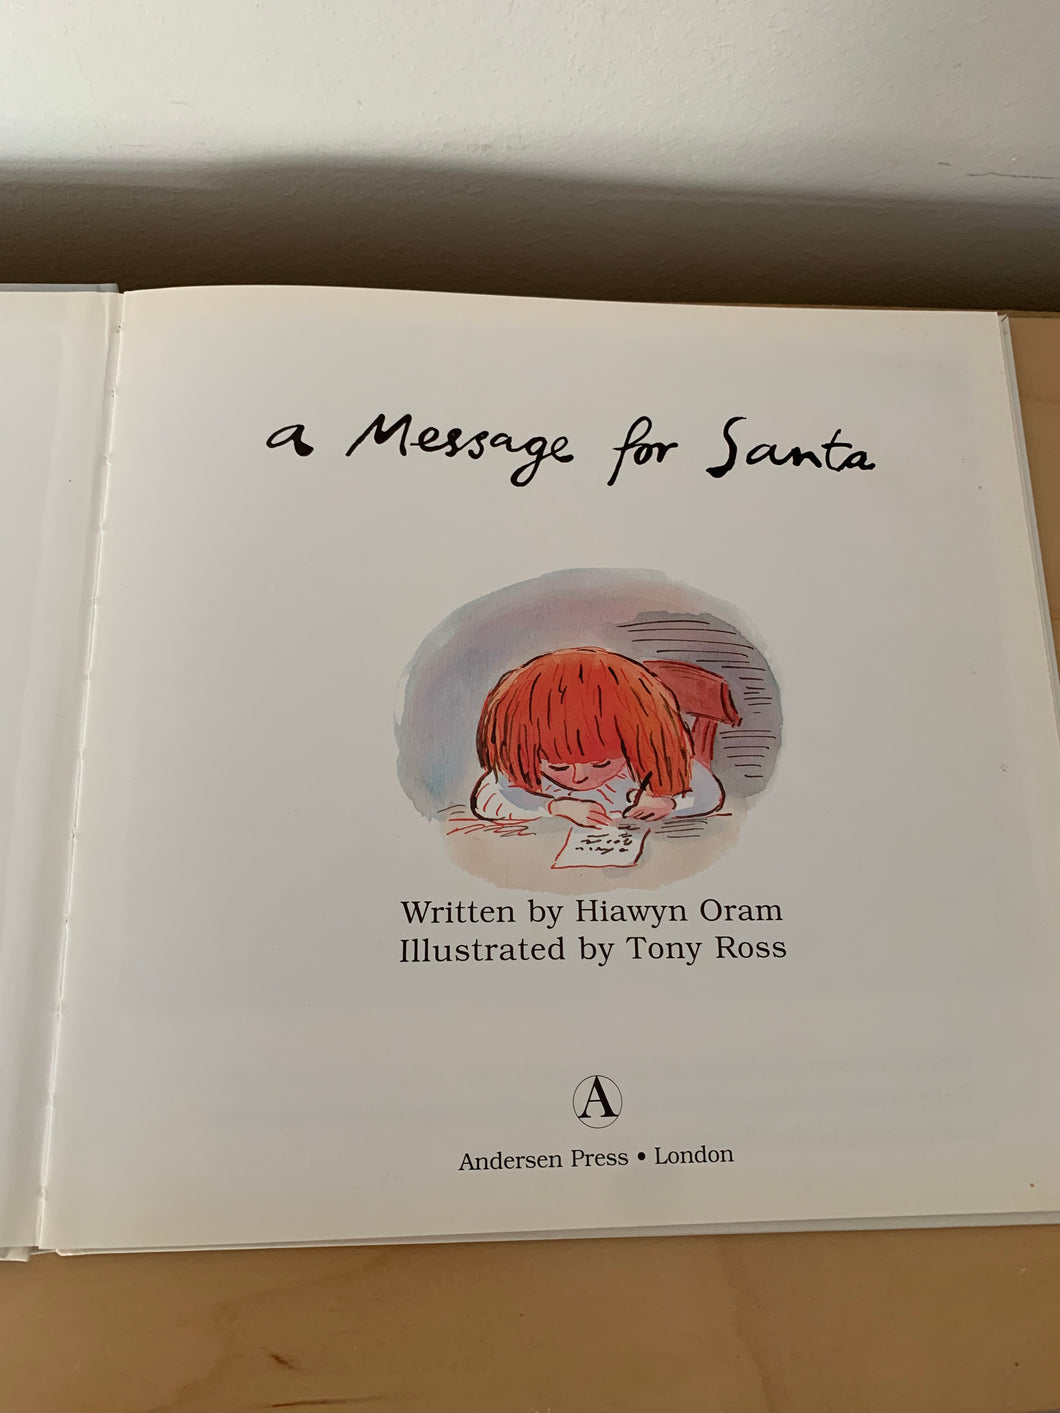 a Message for Santa
Written by Hiawyn Oram
Illustrated by Tony Ross
A
Andersen Press • London